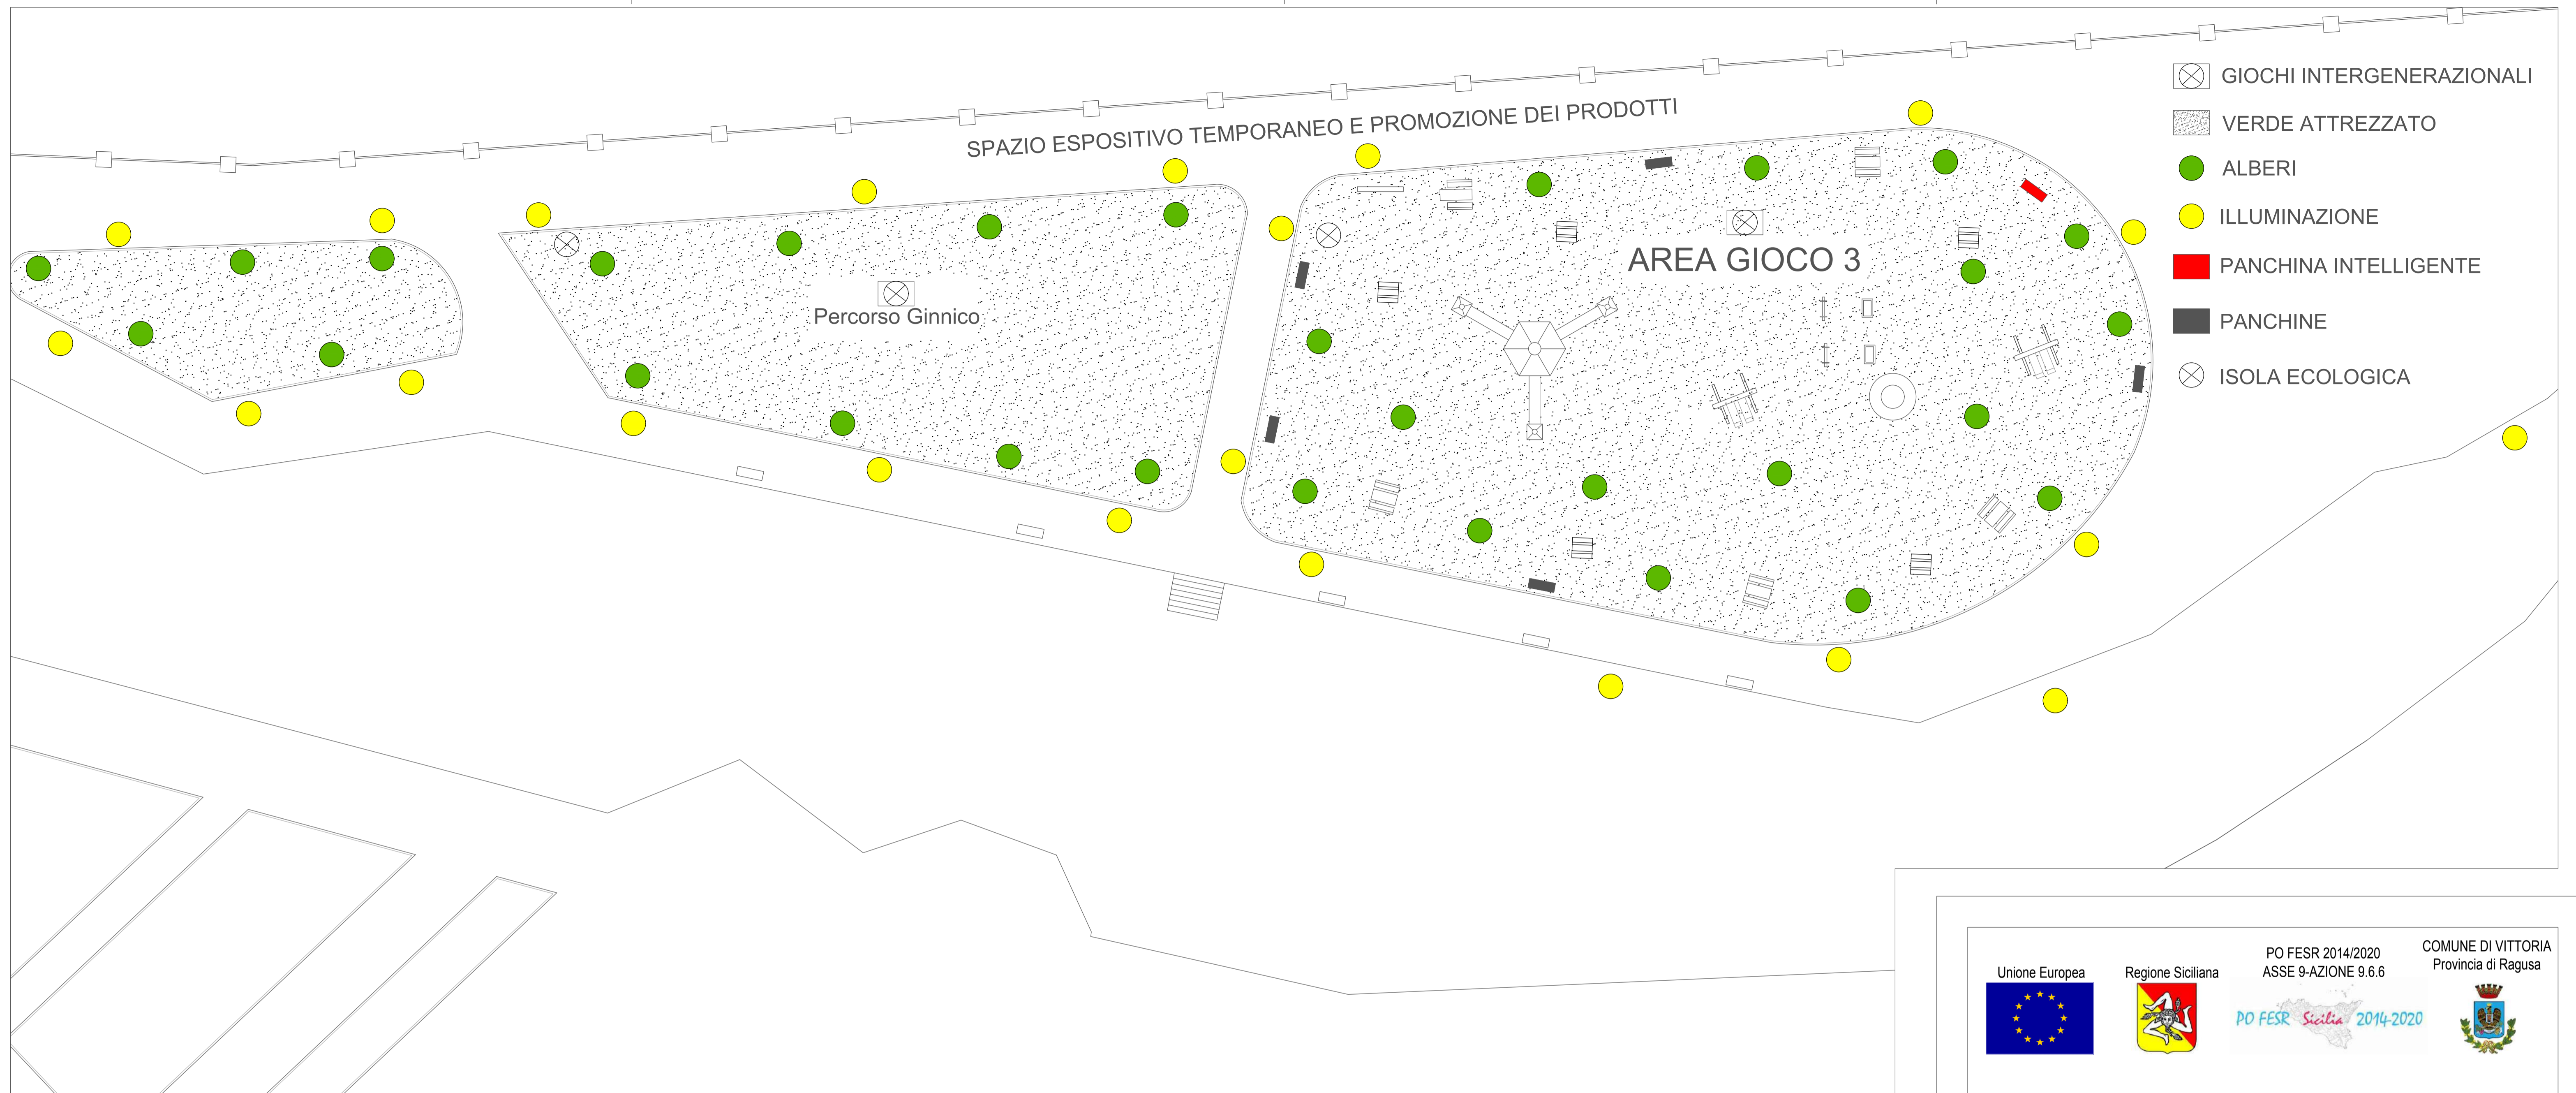 SPAZIO ESPOSITIVO TEMPORANEO E PROMOZIONE DEI PRODOTTI
GIOCHI INTERGENERAZIONALI
VERDE ATTREZZATO
ALBERI
ILLUMINAZIONE
PANCHINA INTELLIGENTE
PANCHINE
ISOLA ECOLOGICA
AREA GIOCO 3
Percorso Ginnico
Unione Europea
Regione Siciliana
PO FESR 2014/2020
ASSE 9-AZIONE 9.6.6
PO FESR Sicilia 2014-2020
COMUNE DI VITTORIA
Provincia di Ragusa